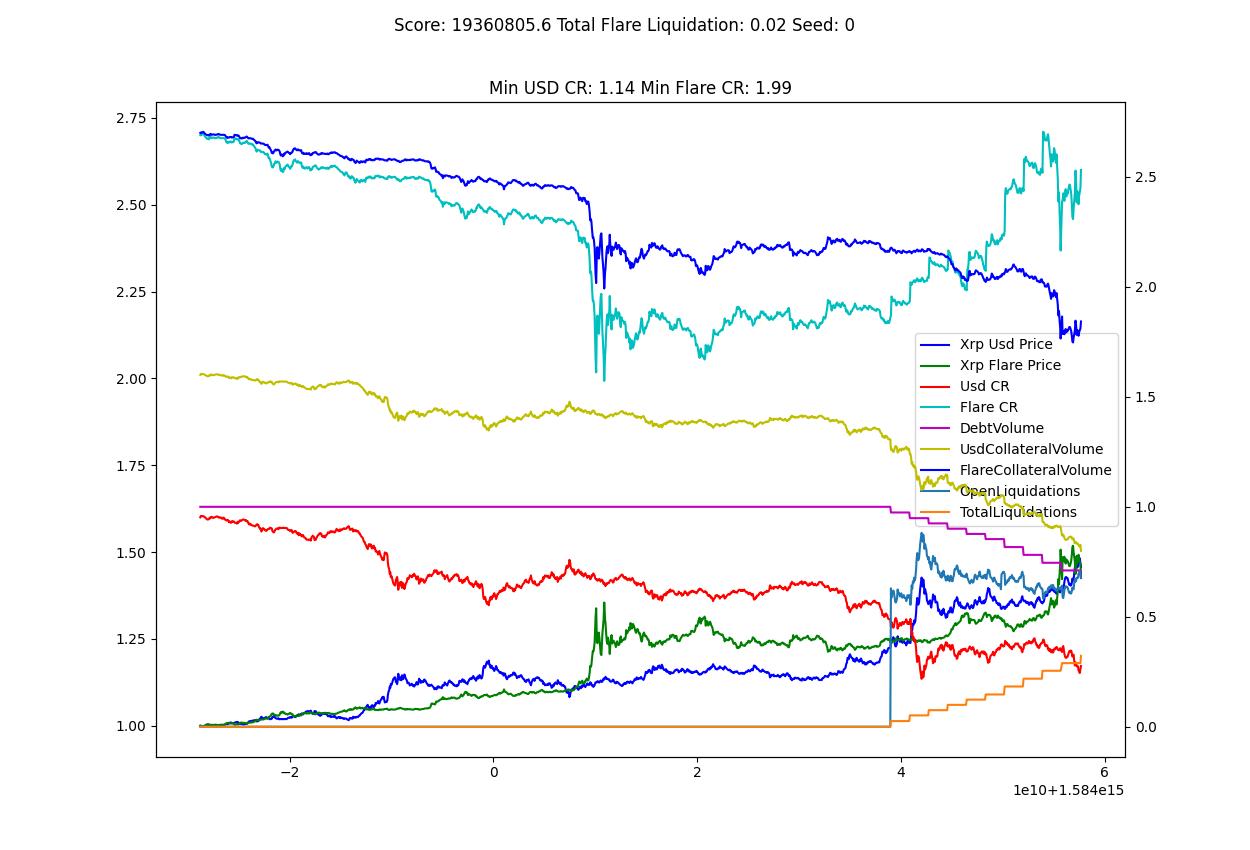 Score: 19360805.6 Total Flare Liquidation: 0.02 Seed: 0
Min USD CR: 1.14 Min Flare CR: 1.99
2.75
2.50
2.25
2.00
1.75
1.50
1.25
1.00
2.5
2.0
1.5
1.0
0.5
0.0
Xrp Usd Price
Xrp Flare Price
Usd CR
Flare CR
DebtVolume
UsdCollateralVolume
FlareCollateralVolume
OpenLiquidations
TotalLiquidations
−2 0 2 4 6
1e10+1.584e15